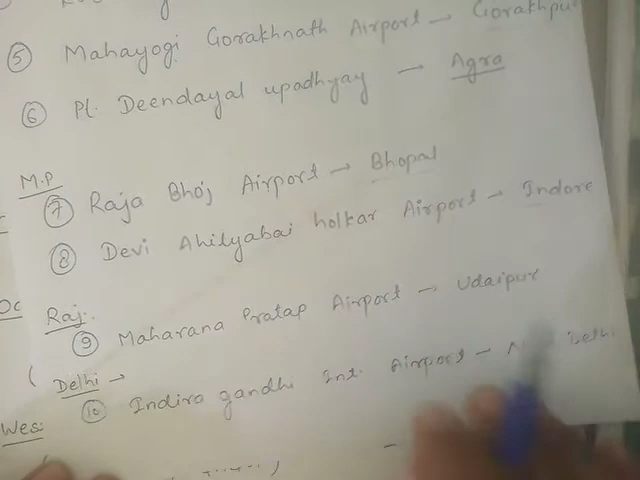 ⑤ Mahayogi Gorakhnath Airport → Gorakhpur
⑥ Pt. Deendayal upadhyay → Agra
M.P
⑦ Raja Bhoj Airport → Bhopal
⑧ Devi Ahilyabai holkar Airport → Indore
Raj.
⑨ Maharana Pratap Airport → Udaipur
Delhi →
⑩ Indira gandhi Int. Airport →
Wes